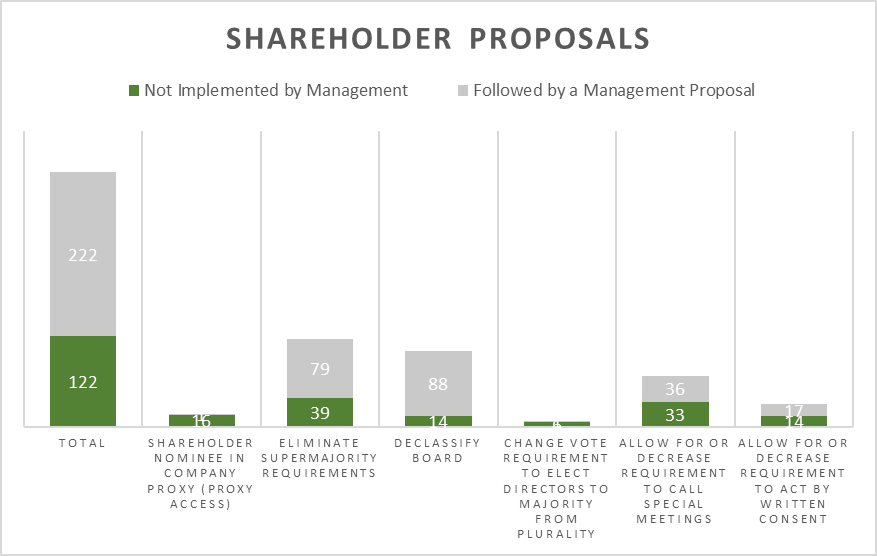 SHAREHOLDER PROPOSALS
Not Implemented by Management
Followed by a Management Proposal
222
122
16
79
39
88
14
36
33
17
14
TOTAL
SHAREHOLDER
NOMINEE IN
COMPANY
PROXY (PROXY
ACCESS)
ELIMINATE
SUPERMAJORITY
REQUIREMENTS
DECLASSIFY
BOARD
CHANGE VOTE
REQUIREMENT
TO ELECT
DIRECTORS TO
MAJORITY
FROM
PLURALITY
ALLOW FOR OR
DECREASE
REQUIREMENT
TO CALL
SPECIAL
MEETINGS
ALLOW FOR OR
DECREASE
REQUIREMENT
TO ACT BY
WRITTEN
CONSENT